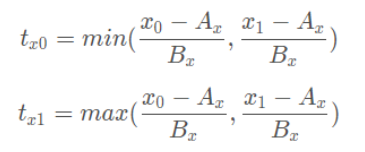 t_{x0} = min(\frac{x_0 - A_x}{B_x}, \frac{x_1 - A_x}{B_x})
t_{x1} = max(\frac{x_0 - A_x}{B_x}, \frac{x_1 - A_x}{B_x})